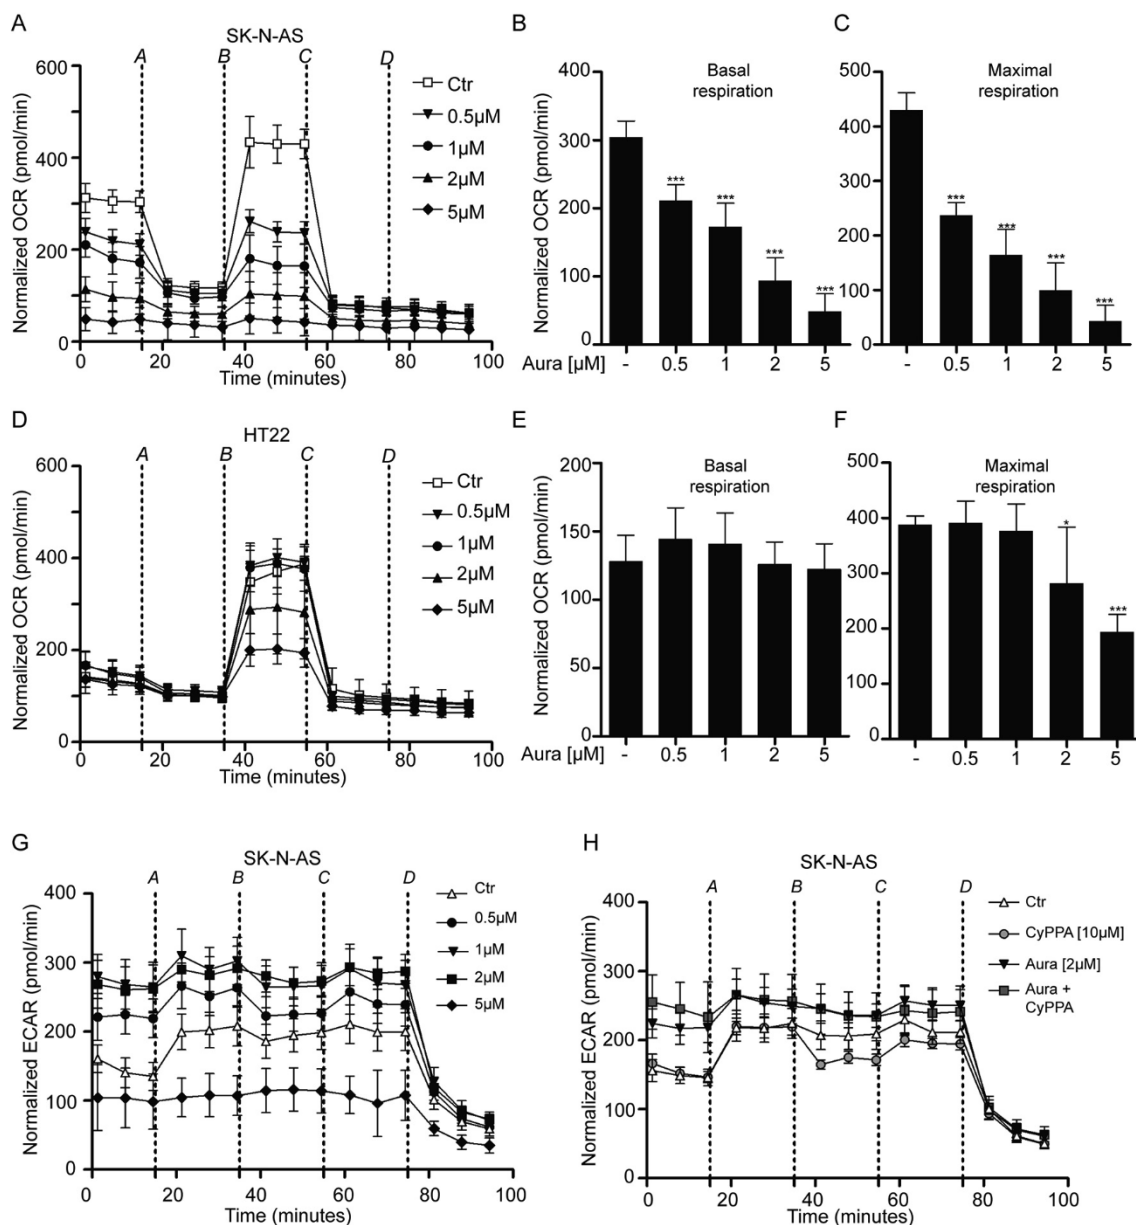 A
SK-N-AS
A B C D
Normalized OCR (pmol/min)
600
400
200
0
0 20 40 60 80 100
Time (minutes)
Ctr
0.5µM
1µM
2µM
5µM
B
Basal
respiration
Normalized OCR (pmol/min)
400
300
200
100
0
*** *** *** ***
Aura [µM] - 0.5 1 2 5
C
Maximal
respiration
500
400
300
200
100
0
*** *** *** ***
- 0.5 1 2 5
D
HT22
A B C D
Normalized OCR (pmol/min)
600
400
200
0
0 20 40 60 80 100
Time (minutes)
Ctr
0.5µM
1µM
2µM
5µM
E
Basal
respiration
Normalized OCR (pmol/min)
200
150
100
50
0
Aura [µM] - 0.5 1 2 5
F
Maximal
respiration
500
400
300
200
100
0
* ***
- 0.5 1 2 5
G
SK-N-AS
A B C D
Normalized ECAR (pmol/min)
400
300
200
100
0
0 20 40 60 80 100
Time (minutes)
Ctr
0.5µM
1µM
2µM
5µM
H
SK-N-AS
A B C D
Normalized ECAR (pmol/min)
400
300
200
100
0
0 20 40 60 80 100
Time (minutes)
Ctr
CyPPA [10µM]
Aura [2µM]
Aura +
CyPPA